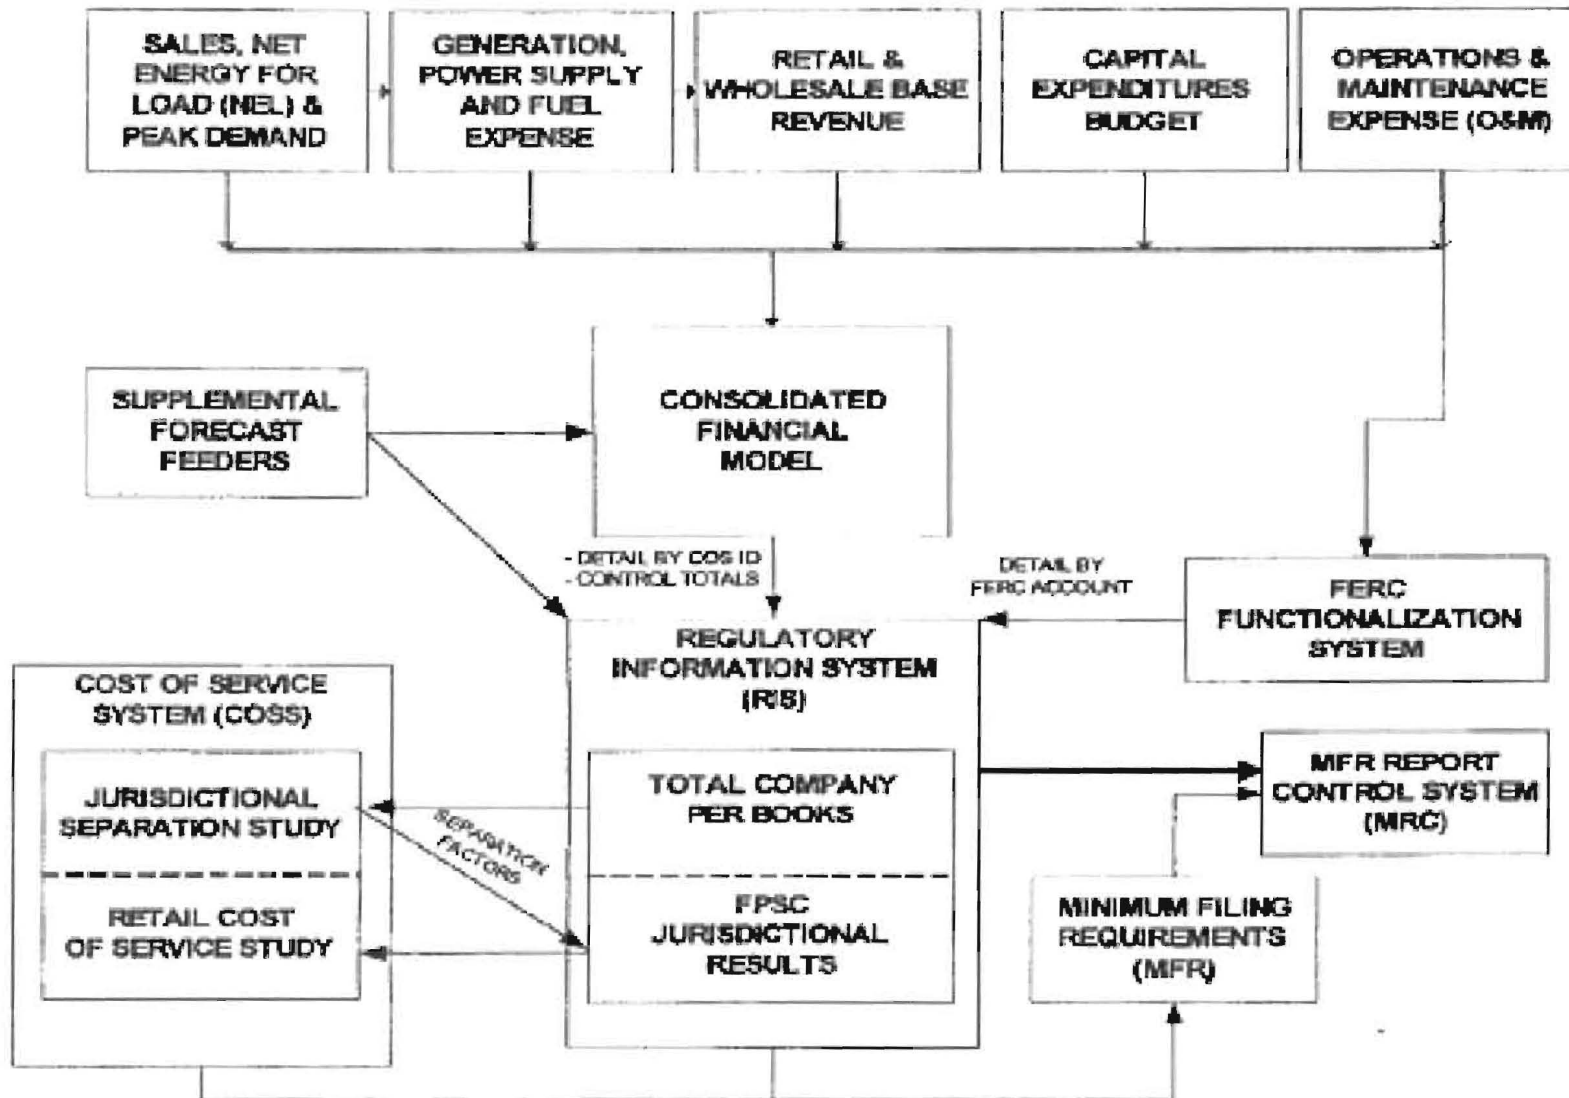 SALES, NET
ENERGY FOR
LOAD (NEL) &
PEAK DEMAND
GENERATION,
POWER SUPPLY
AND FUEL
EXPENSE
RETAIL &
WHOLESALE BASE
REVENUE
CAPITAL
EXPENDITURES
BUDGET
OPERATIONS &
MAINTENANCE
EXPENSE (O&M)
SUPPLEMENTAL
FORECAST
FEEDERS
CONSOLIDATED
FINANCIAL
MODEL
- DETAIL BY COS ID
- CONTROL TOTALS
DETAIL BY
FERC ACCOUNT
FERC
FUNCTIONALIZATION
SYSTEM
REGULATORY
INFORMATION SYSTEM
(RIS)
COST OF SERVICE
SYSTEM (COSS)
JURISDICTIONAL
SEPARATION STUDY
RETAIL COST
OF SERVICE STUDY
SEPARATION
FACTORS
TOTAL COMPANY
PER BOOKS
FPSC
JURISDICTIONAL
RESULTS
MFR REPORT
CONTROL SYSTEM
(MRC)
MINIMUM FILING
REQUIREMENTS
(MFR)